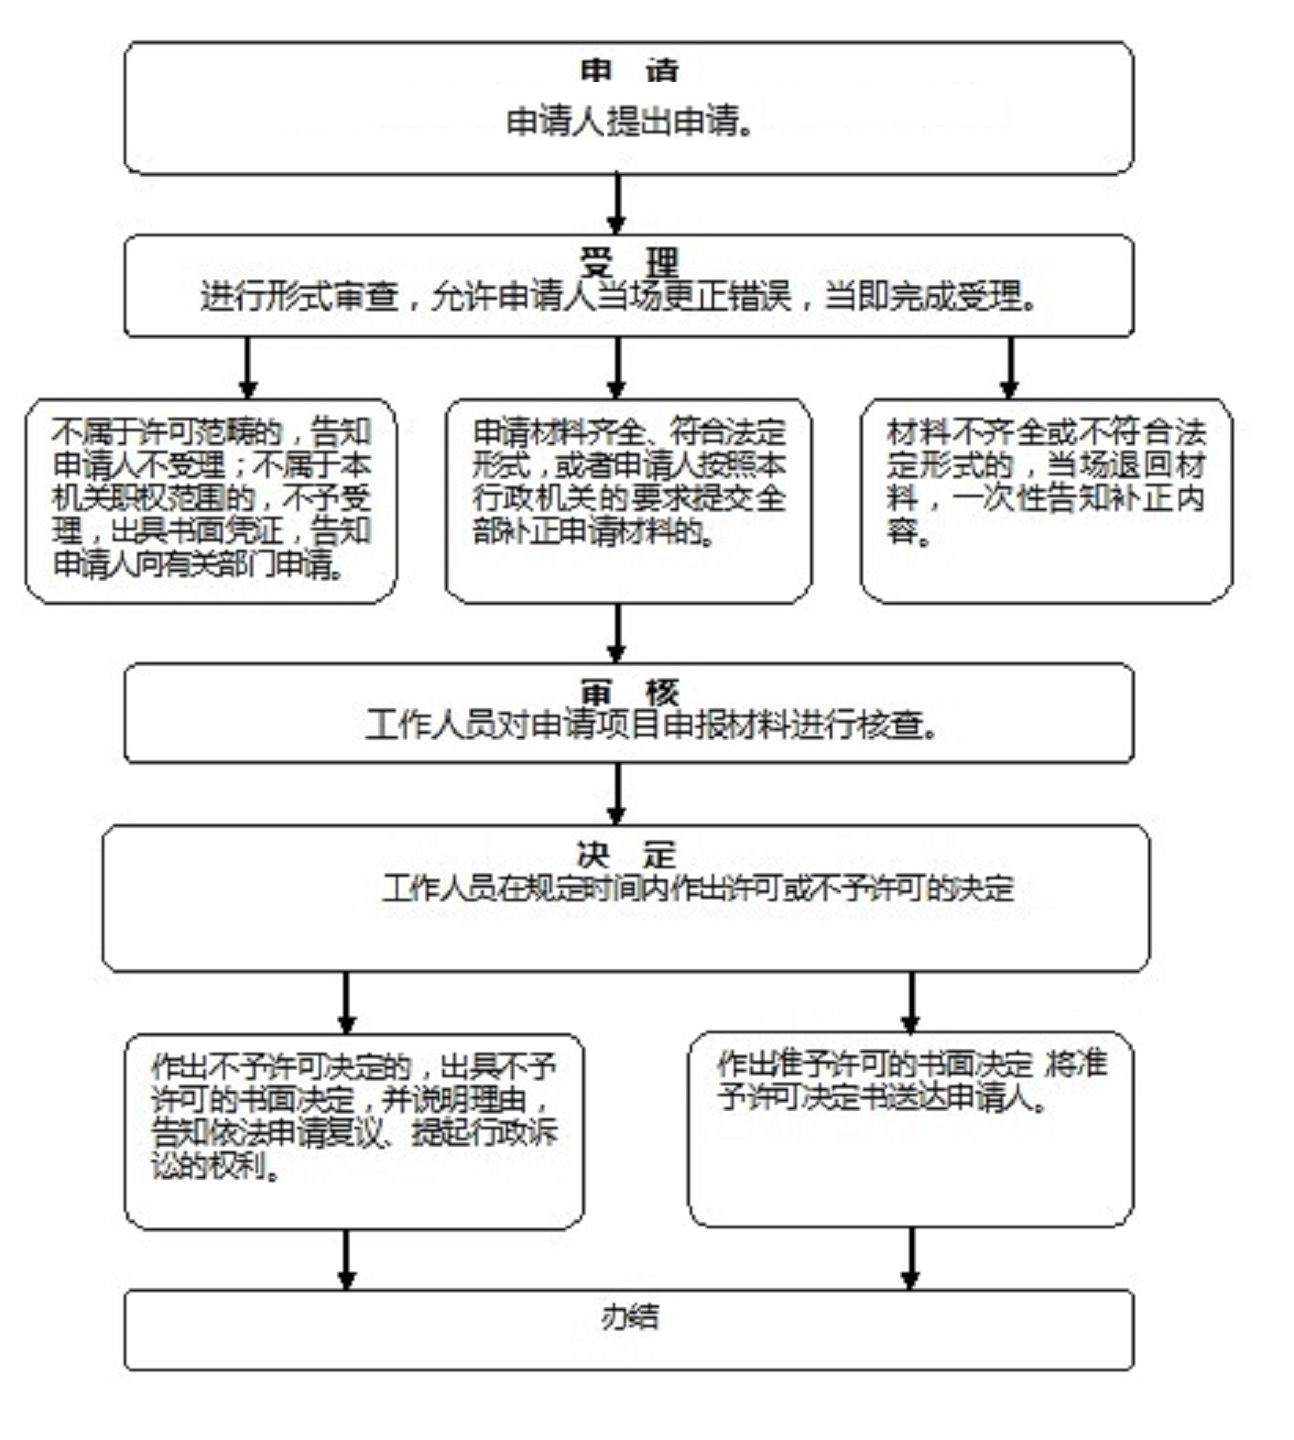 申 请
申请人提出申请。
受 理
进行形式审查，允许申请人当场更正错误，当即完成受理。
不属于许可范畴的，告知
申请人不受理；不属于本
机关职权范围的，不予受
理，出具书面凭证，告知
申请人向有关部门申请。
申请材料齐全、符合法定
形式，或者申请人按照本
行政机关的要求提交全
部补正申请材料的。
材料不齐全或不符合法
定形式的，当场退回材
料，一次性告知补正内
容。
审 核
工作人员对申请项目申报材料进行核查。
决 定
工作人员在规定时间内作出许可或不予许可的决定
作出不予许可决定的，出具不予
许可的书面决定，并说明理由，
告知依法申请复议、提起行政诉
讼的权利。
作出准予许可的书面决定,将准
予许可决定书送达申请人。
办结